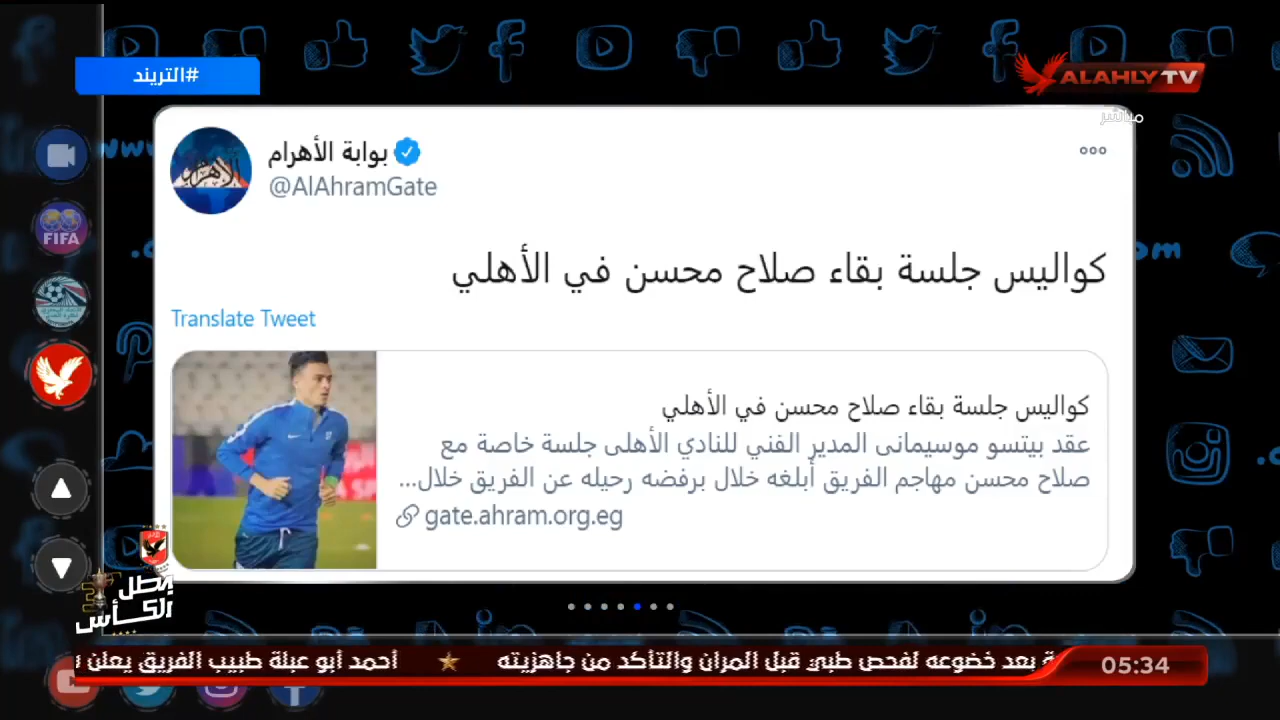 #التريند
ALAHLY TV
مباشر
بوابة الأهرام
@AlAhramGate
كواليس جلسة بقاء صلاح محسن في الأهلي
Translate Tweet
كواليس جلسة بقاء صلاح محسن في الأهلي
عقد بيتسو موسيمانى المدير الفني للنادي الأهلى جلسة خاصة مع
صلاح محسن مهاجم الفريق أبلغه خلال برفضه رحيله عن الفريق خلال...
gate.ahram.org.eg
FIFA
بطل
الكأس
ة بعد خضوعه لفحص طبي قبل المران والتأكد من جاهزيته ★ أحمد أبو عبلة طبيب الفريق يعلن
05:34